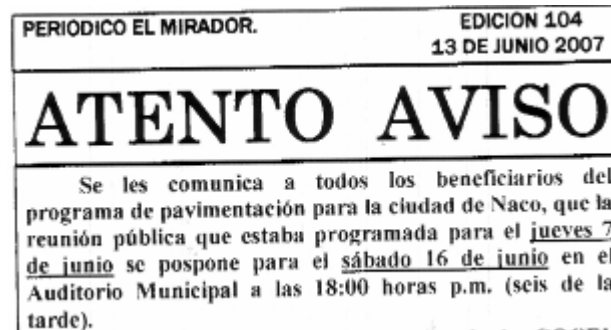 PERIODICO EL MIRADOR.
EDICION 104
13 DE JUNIO 2007
ATENTO AVISO
Se les comunica a todos los beneficiarios del
programa de pavimentación para la ciudad de Naco, que la
reunión pública que estaba programada para el jueves 7
de junio se pospone para el sábado 16 de junio en el
Auditorio Municipal a las 18:00 horas p.m. (seis de la
tarde).